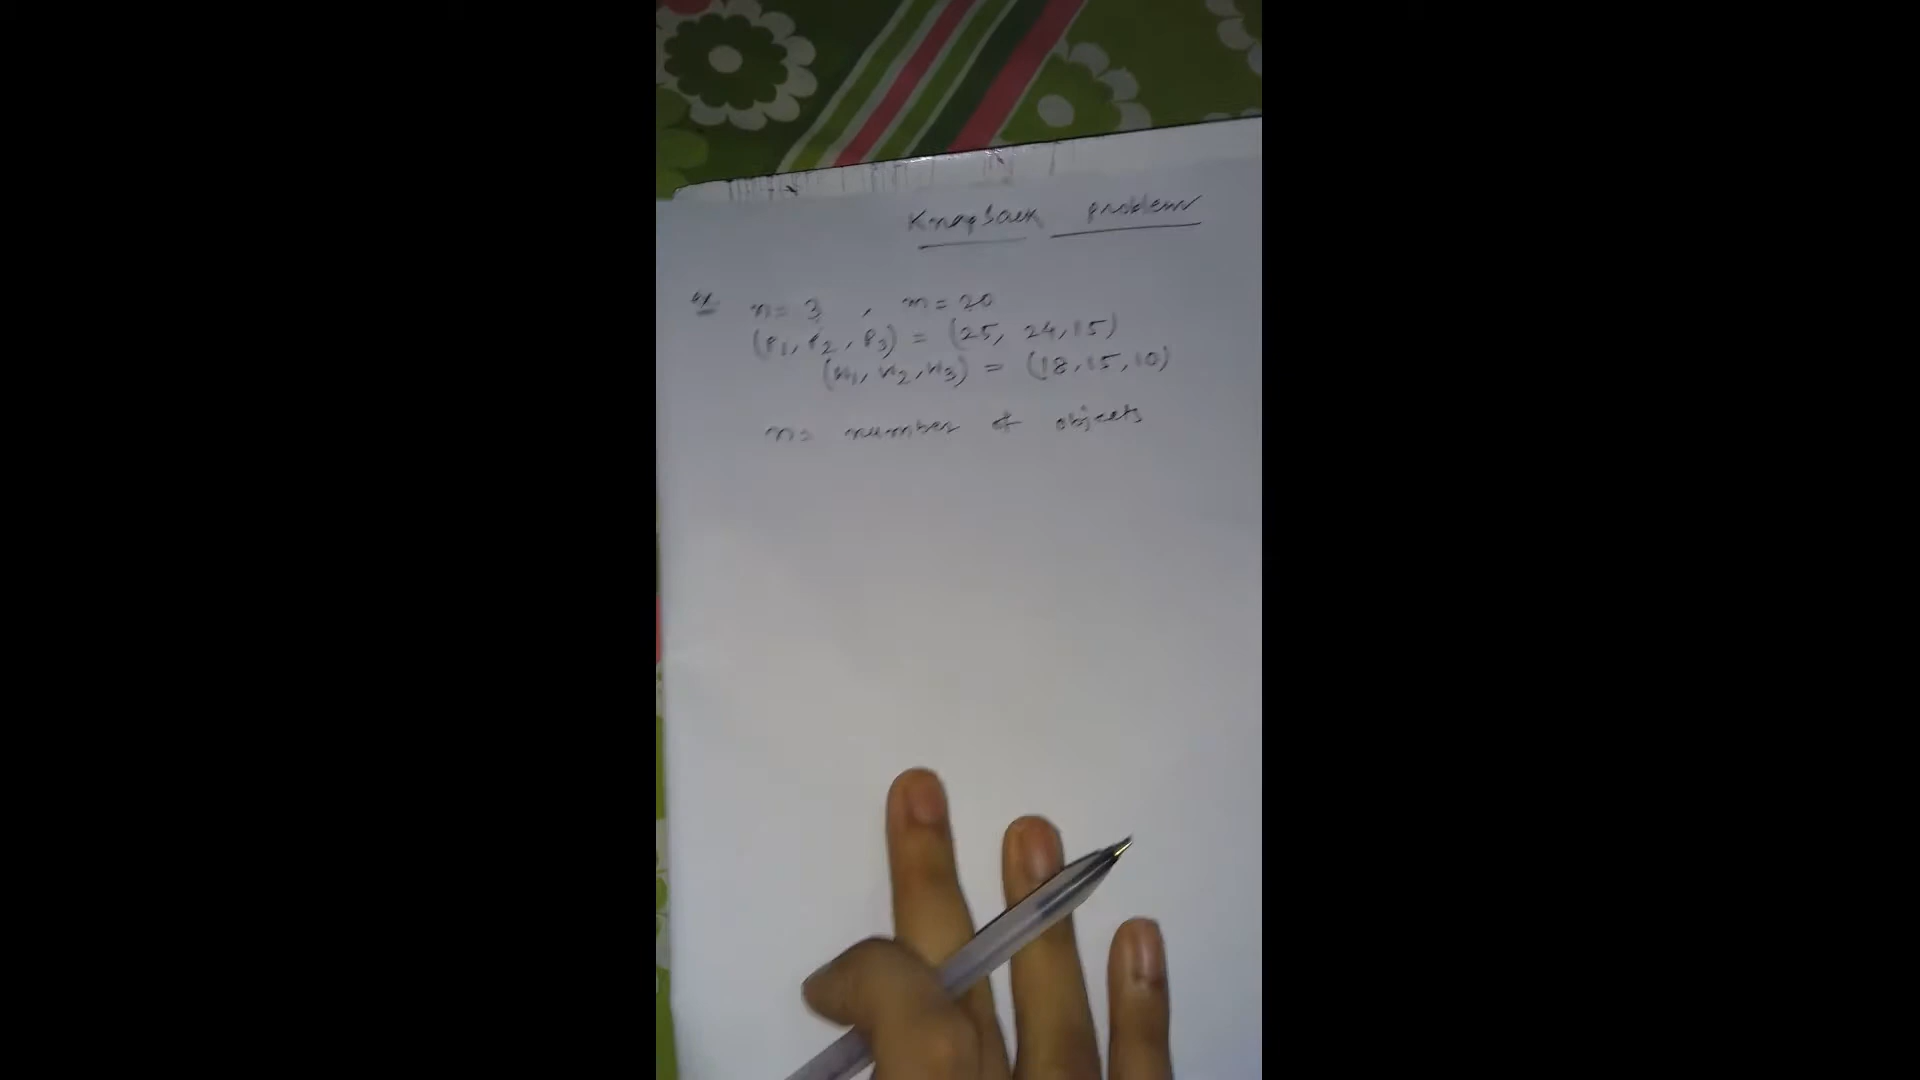 Knapsack problem
Ex n = 3 , m = 20
(P1, P2, P3) = (25, 24, 15)
(W1, W2, W3) = (18, 15, 10)
n = number of objects